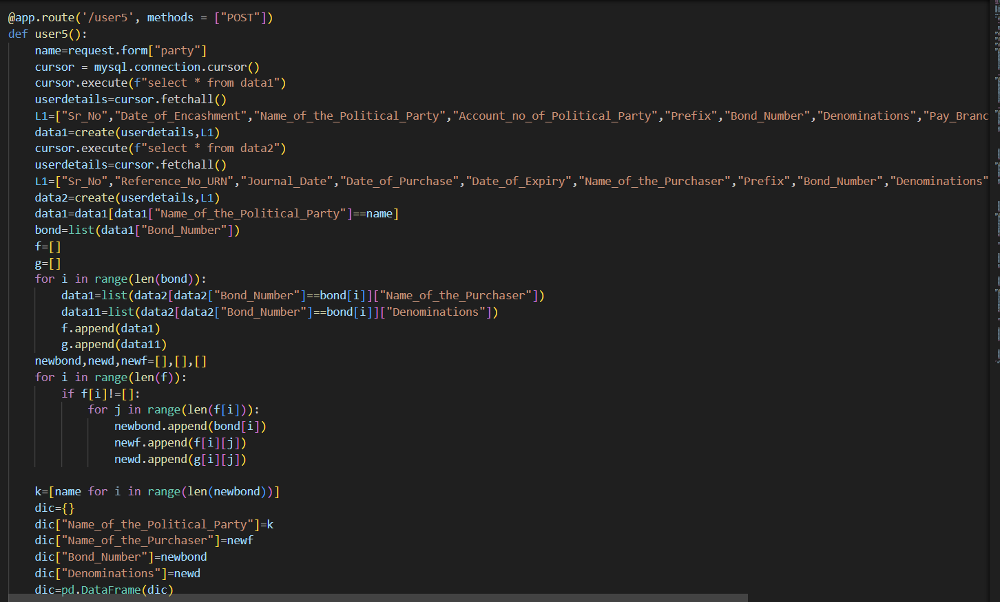 @app.route('/user5', methods = ["POST"])
def user5():
    name=request.form["party"]
    cursor = mysql.connection.cursor()
    cursor.execute(f"select * from data1")
    userdetails=cursor.fetchall()
    L1=["Sr_No","Date_of_Encashment","Name_of_the_Political_Party","Account_no_of_Political_Party","Prefix","Bond_Number","Denominations","Pay_Branc
    data1=create(userdetails,L1)
    cursor.execute(f"select * from data2")
    userdetails=cursor.fetchall()
    L1=["Sr_No","Reference_No_URN","Journal_Date","Date_of_Purchase","Date_of_Expiry","Name_of_the_Purchaser","Prefix","Bond_Number","Denominations"
    data2=create(userdetails,L1)
    data1=data1[data1["Name_of_the_Political_Party"]==name]
    bond=list(data1["Bond_Number"])
    f=[]
    g=[]
    for i in range(len(bond)):
        data1=list(data2[data2["Bond_Number"]==bond[i]]["Name_of_the_Purchaser"])
        data11=list(data2[data2["Bond_Number"]==bond[i]]["Denominations"])
        f.append(data1)
        g.append(data11)
    newbond,newd,newf=[],[],[]
    for i in range(len(f)):
        if f[i]!=[]:
            for j in range(len(f[i])):
                newbond.append(bond[i])
                newf.append(f[i][j])
                newd.append(g[i][j])
    k=[name for i in range(len(newbond))]
    dic={}
    dic["Name_of_the_Political_Party"]=k
    dic["Name_of_the_Purchaser"]=newf
    dic["Bond_Number"]=newbond
    dic["Denominations"]=newd
    dic=pd.DataFrame(dic)